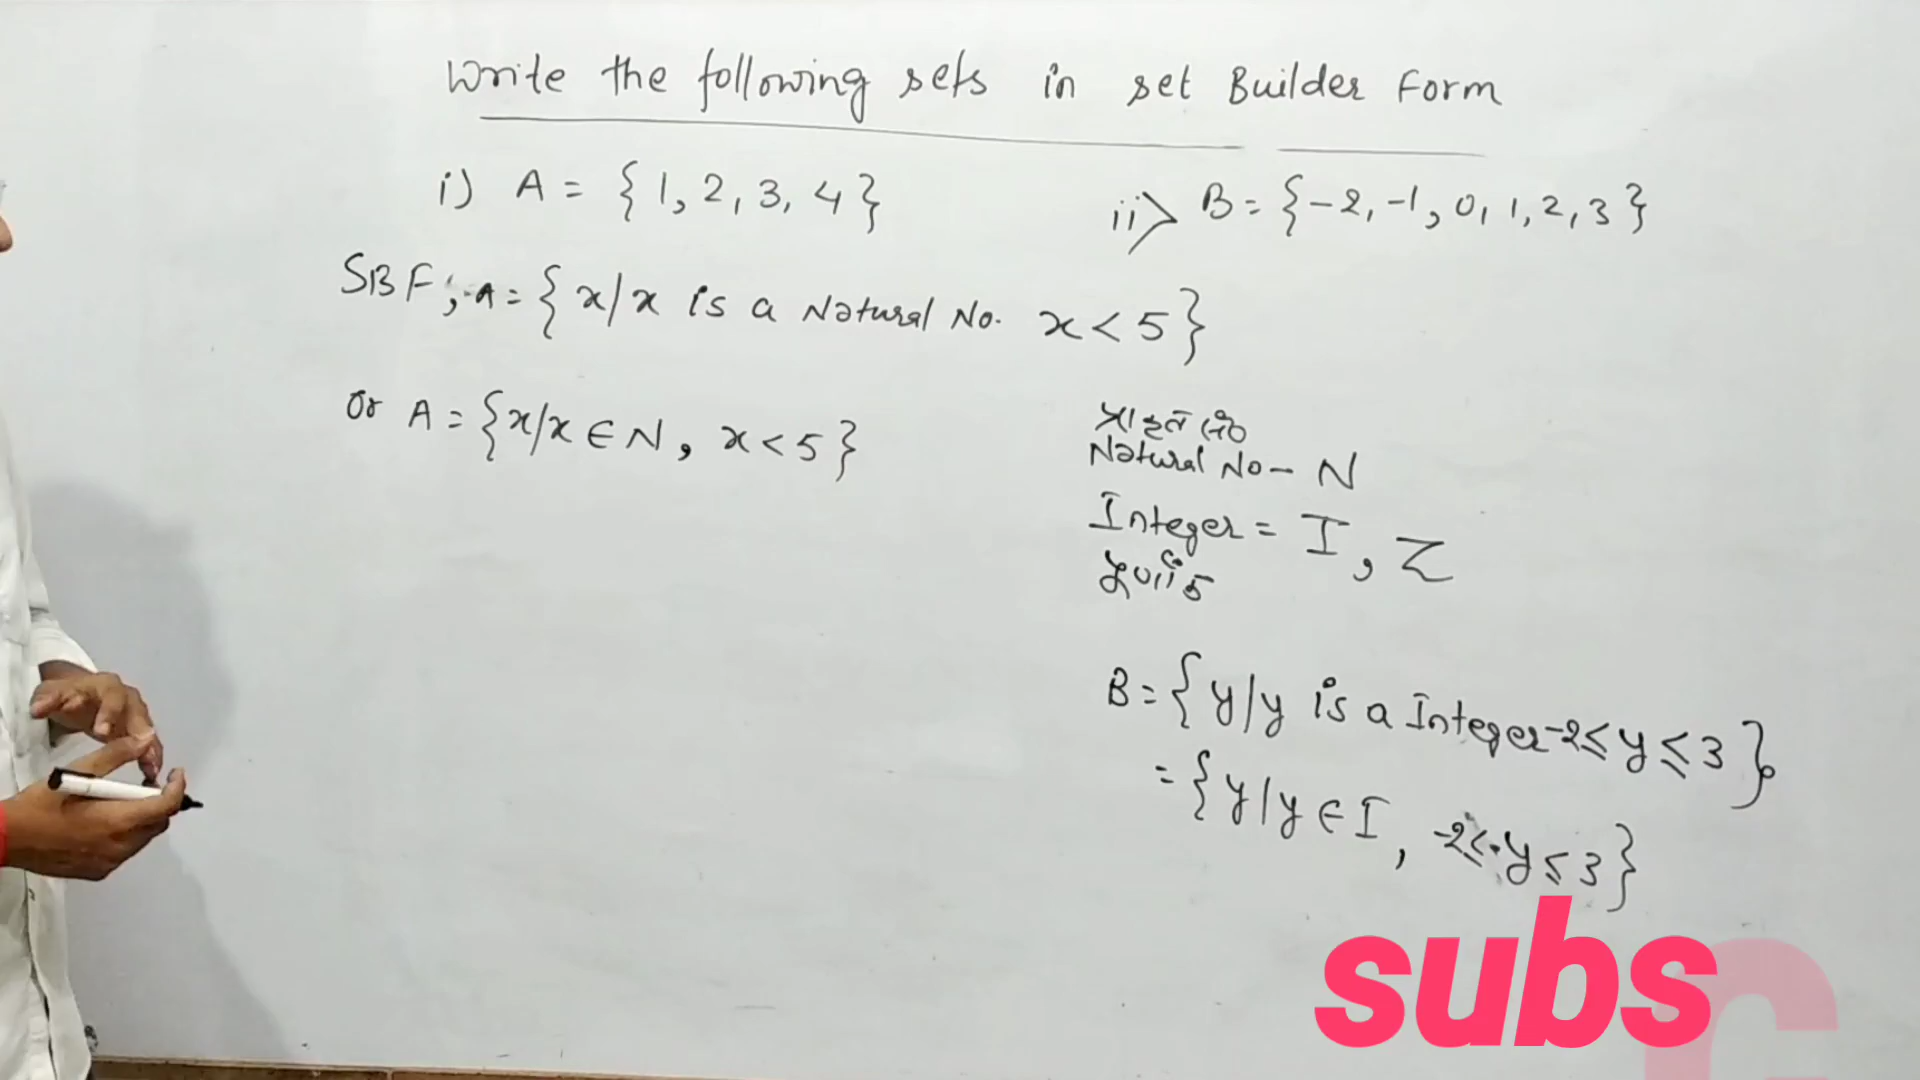 Write the following sets in set Builder Form
i) A = {1, 2, 3, 4}
ii> B = {-2, -1, 0, 1, 2, 3}
SBF, A = {x/x is a Natural No. x < 5}
or A = {x/x ∈ N, x < 5}
Natural No - N
Integer = I, Z
पूर्णांक
B = {y/y is a Integer -2 ≤ y ≤ 3}
= {y/y ∈ I, -2 ≤ y ≤ 3}
subs